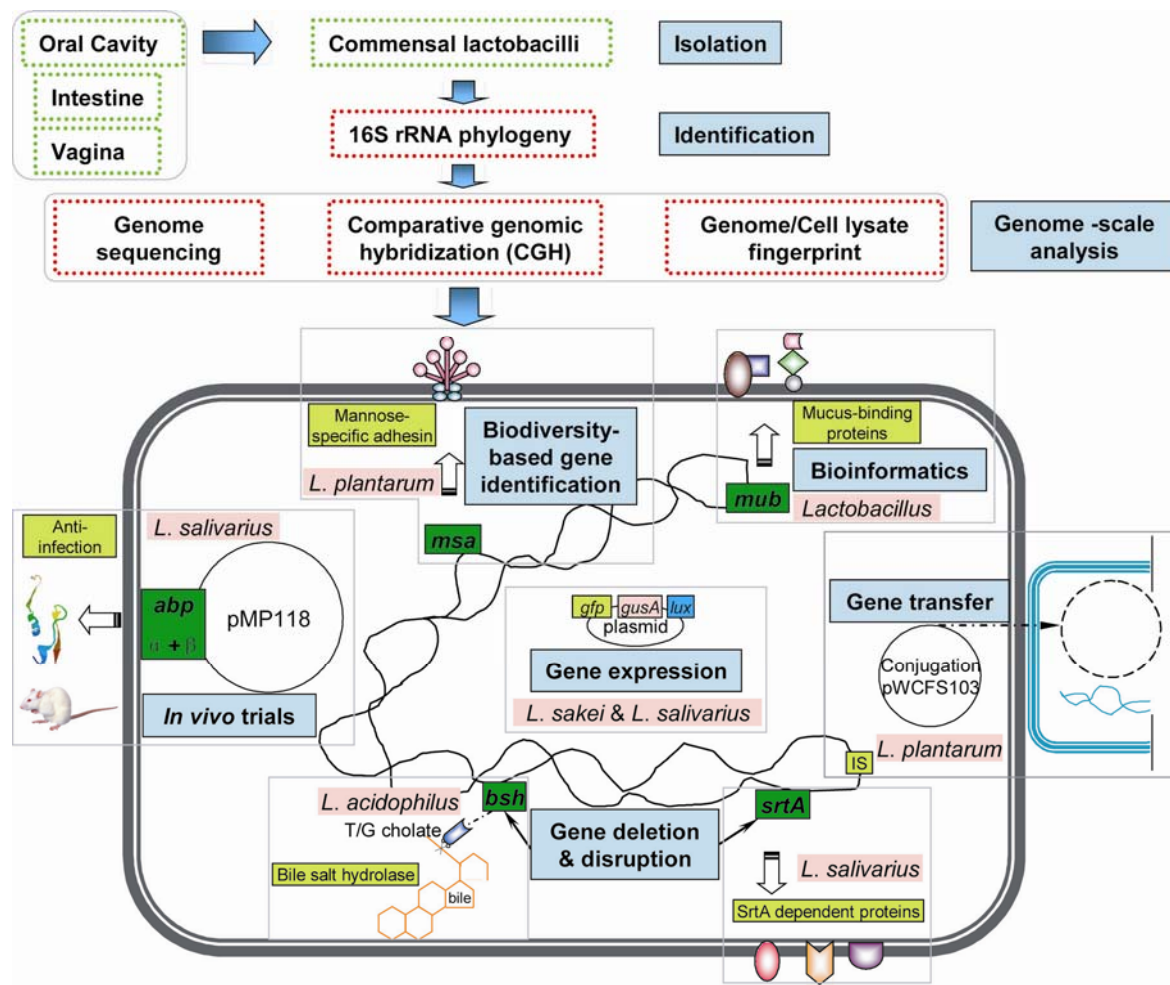 Oral Cavity
Intestine
Vagina
Commensal lactobacilli
Isolation
16S rRNA phylogeny
Identification
Genome
sequencing
Comparative genomic
hybridization (CGH)
Genome/Cell lysate
fingerprint
Genome -scale
analysis
Mannose-
specific adhesin
Biodiversity-
based gene
identification
L. plantarum
msa
Mucus-binding
proteins
Bioinformatics
mub
Lactobacillus
Anti-
infection
L. salivarius
abp
α + β
pMP118
In vivo trials
gfp
gusA
lux
plasmid
Gene expression
L. sakei & L. salivarius
Gene transfer
Conjugation
pWCFS103
L. plantarum
IS
L. acidophilus
bsh
T/G cholate
Bile salt hydrolase
bile
Gene deletion
& disruption
srtA
L. salivarius
SrtA dependent proteins